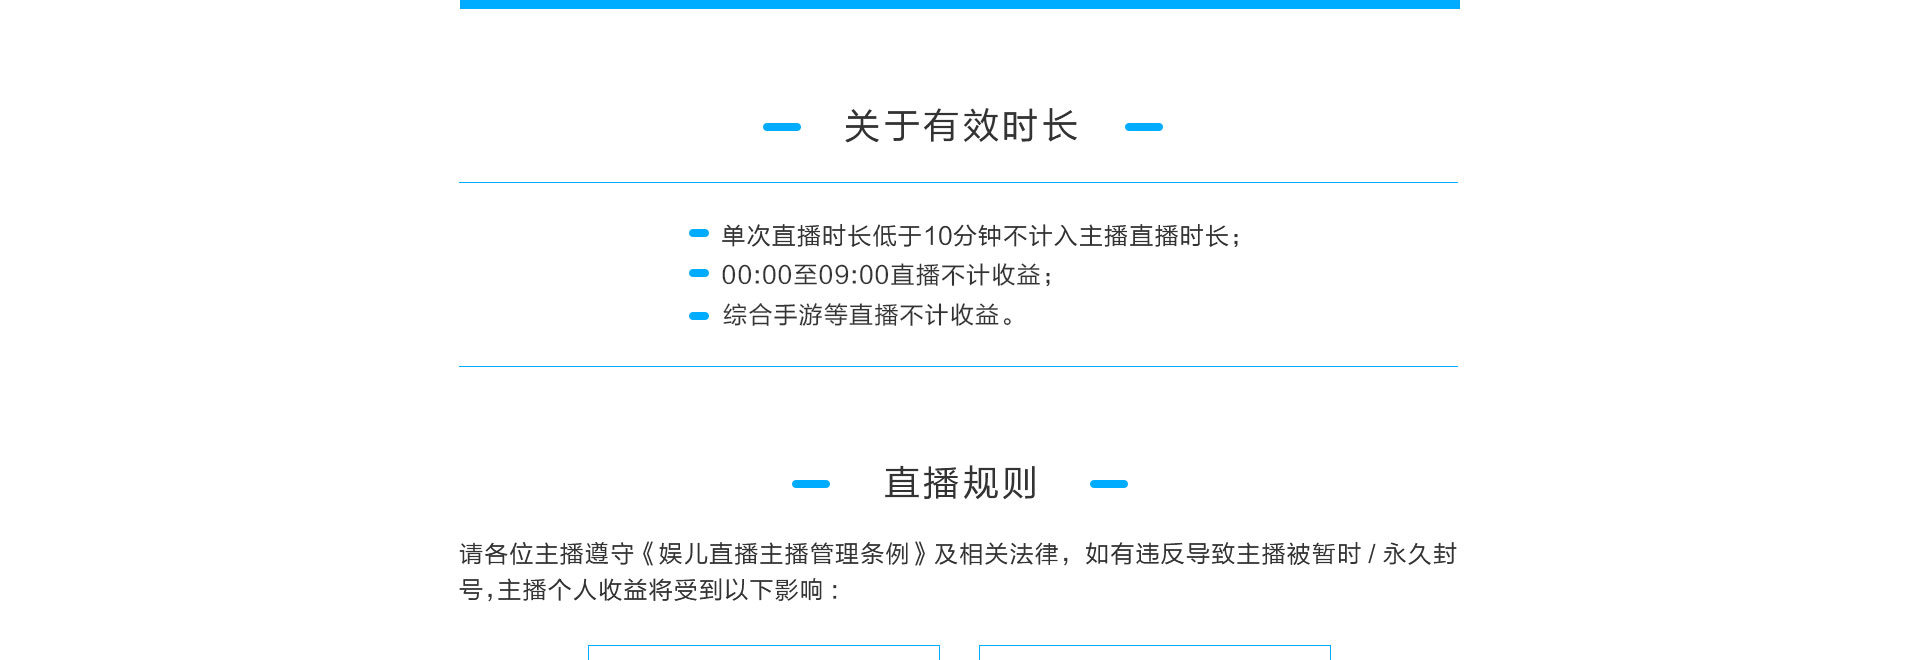 关于有效时长
单次直播时长低于10分钟不计入主播直播时长；
00:00至09:00直播不计收益；
综合手游等直播不计收益。
直播规则
请各位主播遵守《娱儿直播主播管理条例》及相关法律，如有违反导致主播被暂时 / 永久封
号，主播个人收益将受到以下影响：